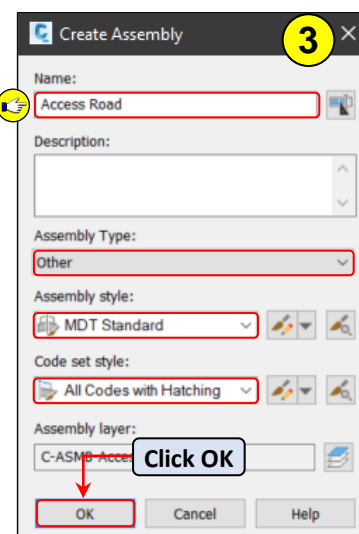 Create Assembly
3
Name:
Access Road
Description:
Assembly Type:
Other
Assembly style:
MDT Standard
Code set style:
All Codes with Hatching
Assembly layer:
C-ASMB-Acce
Click OK
OK Cancel Help